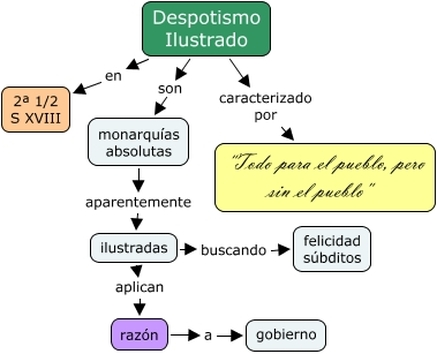 Despotismo
Ilustrado
en
son
caracterizado
por
2ª 1/2
S XVIII
monarquías
absolutas
"Todo para el pueblo, pero
sin el pueblo"
aparentemente
ilustradas
buscando
felicidad
súbditos
aplican
razón
a
gobierno